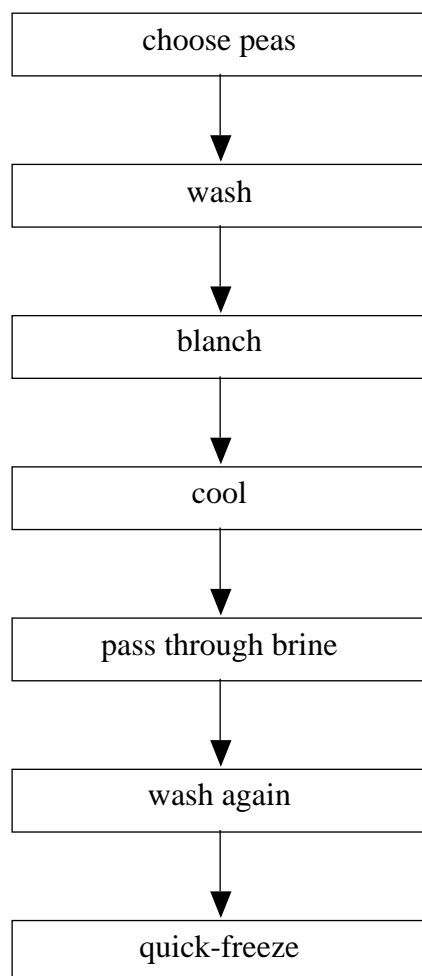 choose peas
wash
blanch
cool
pass through brine
wash again
quick-freeze